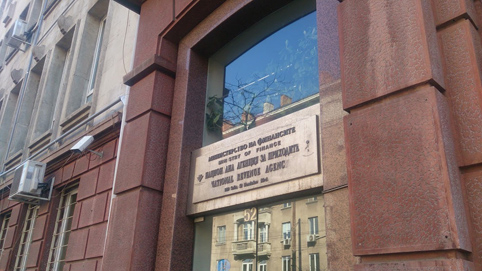 МИНИСТЕРСТВО НА ФИНАНСИТЕ
MINISTRY OF FINANCE
НАЦИОНАЛНА АГЕНЦИЯ ЗА ПРИХОДИТЕ
NATIONAL REVENUE AGENCY
52